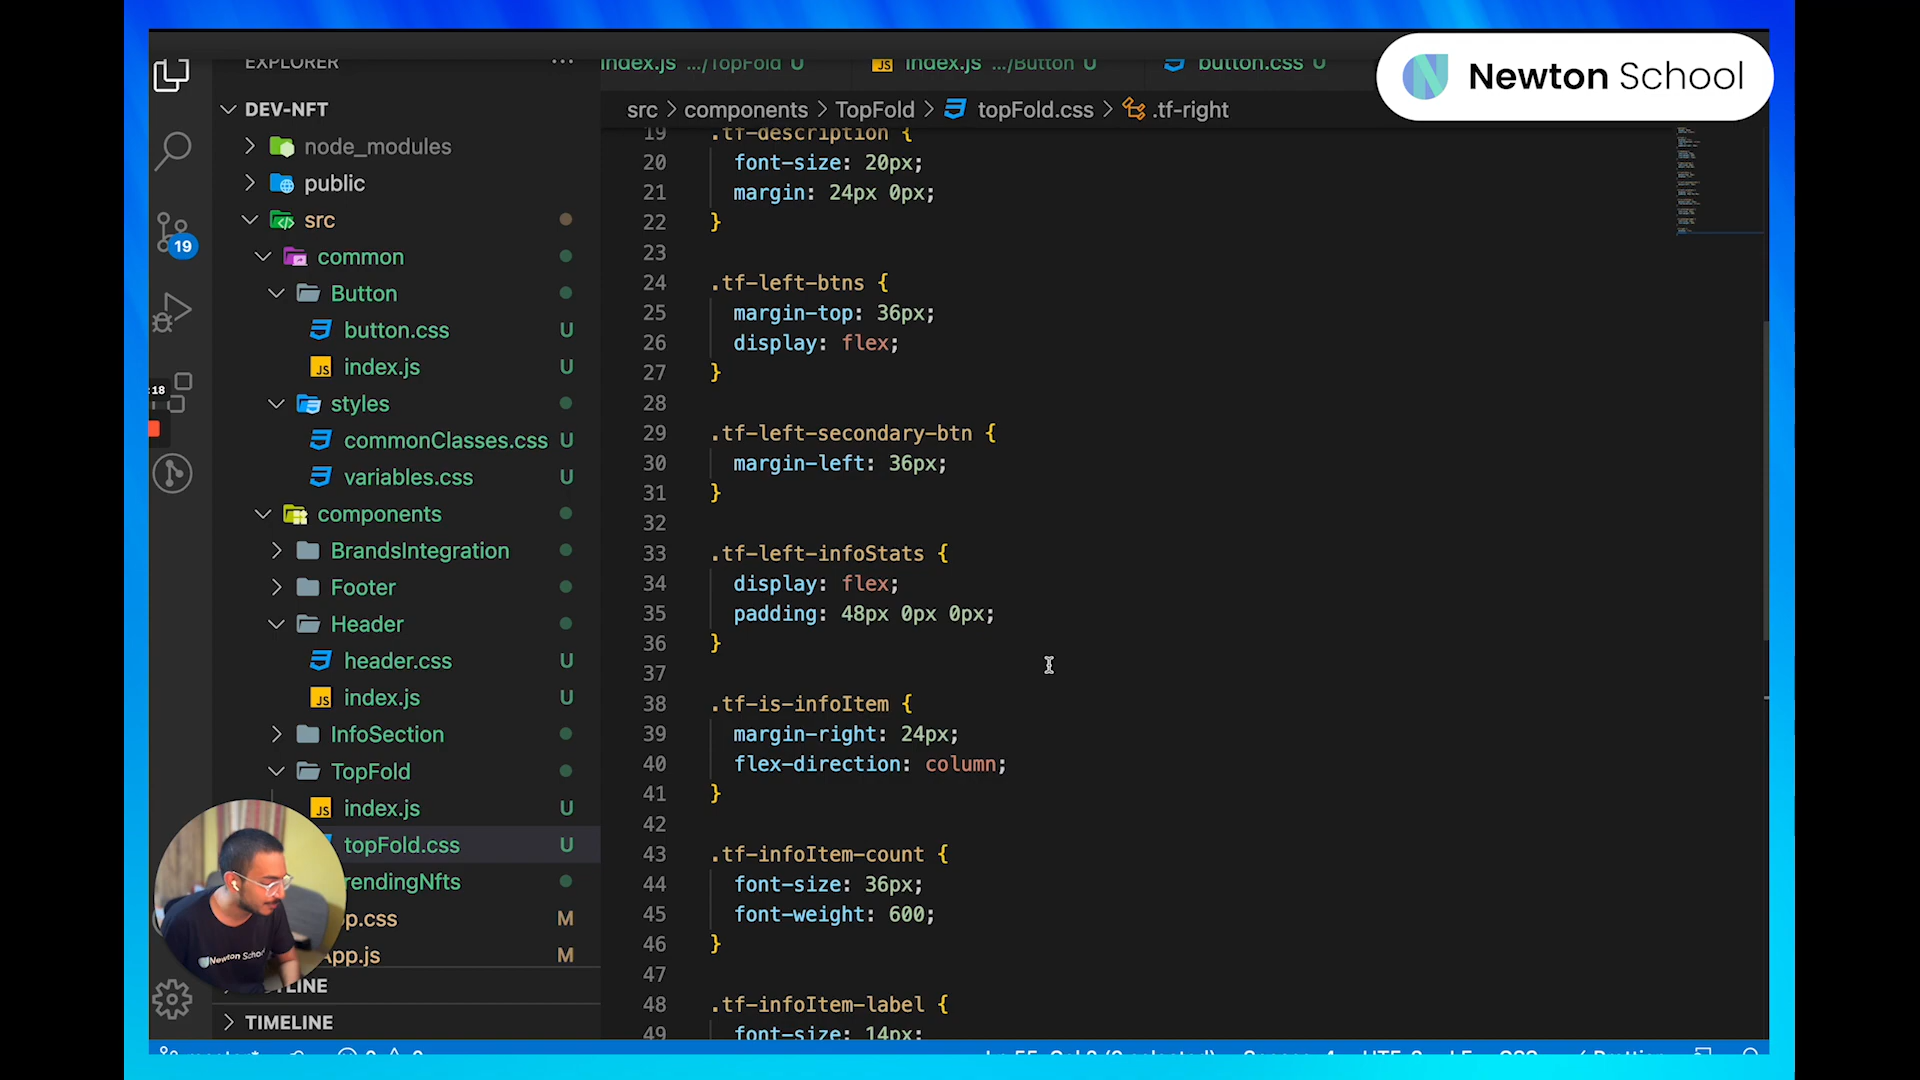 Newton School
EXPLORER
index.js .../TopFold U
index.js .../Button U
button.css U
DEV-NFT
node_modules
public
src
common
Button
button.css U
index.js U
styles
commonClasses.css U
variables.css U
components
BrandsIntegration
Footer
Header
header.css U
index.js U
InfoSection
TopFold
index.js U
topFold.css U
rendingNfts
p.css M
App.js M
TIMELINE
19
:18
Newton School
src > components > TopFold > topFold.css > .tf-right
19 .tf-description {
20 font-size: 20px;
21 margin: 24px 0px;
22 }
23
24 .tf-left-btns {
25 margin-top: 36px;
26 display: flex;
27 }
28
29 .tf-left-secondary-btn {
30 margin-left: 36px;
31 }
32
33 .tf-left-infoStats {
34 display: flex;
35 padding: 48px 0px 0px;
36 }
37
38 .tf-is-infoItem {
39 margin-right: 24px;
40 flex-direction: column;
41 }
42
43 .tf-infoItem-count {
44 font-size: 36px;
45 font-weight: 600;
46 }
47
48 .tf-infoItem-label {
49 font-size: 14px;